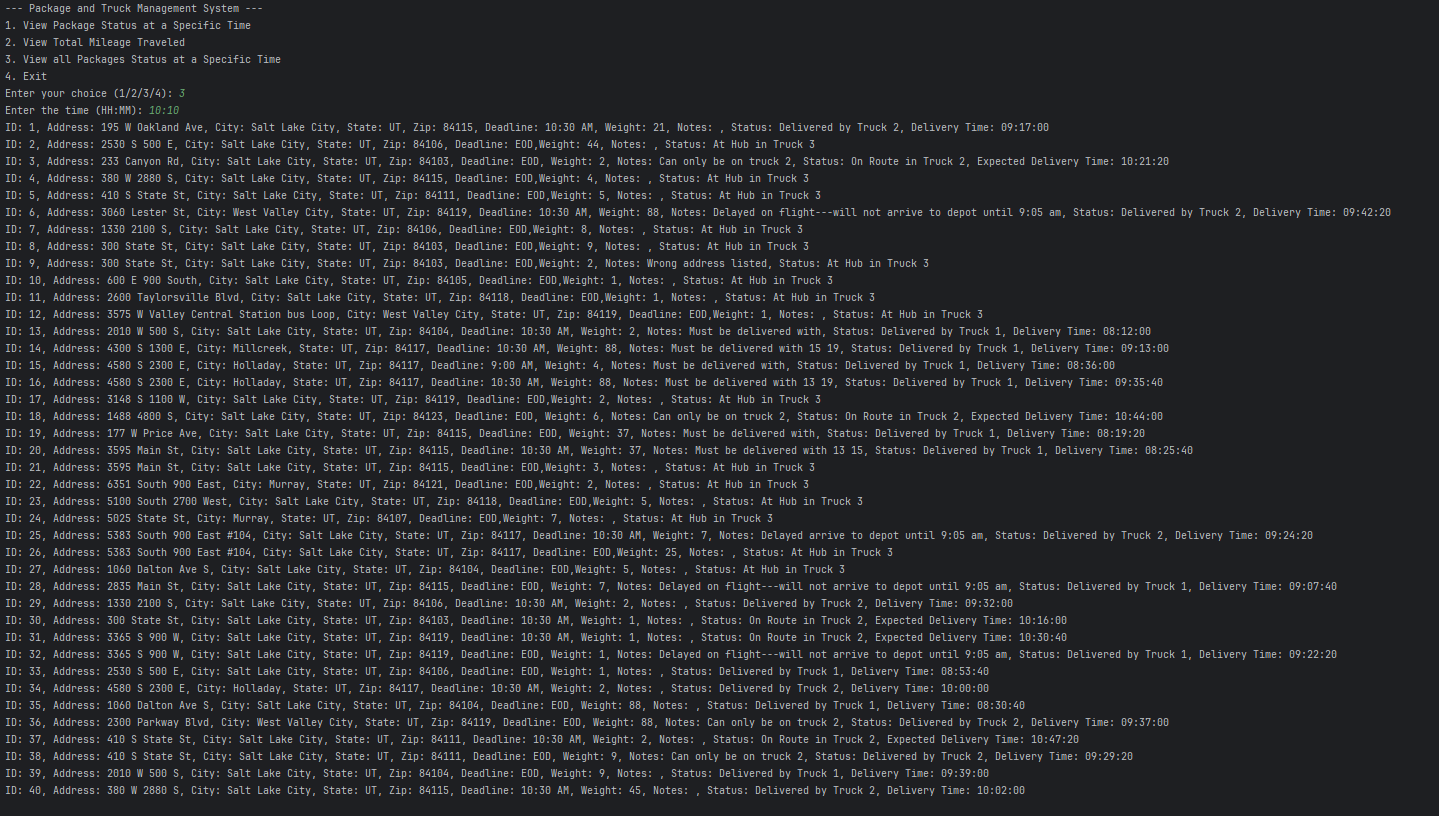 --- Package and Truck Management System ---
1. View Package Status at a Specific Time
2. View Total Mileage Traveled
3. View all Packages Status at a Specific Time
4. Exit
Enter your choice (1/2/3/4): 3
Enter the time (HH:MM): 10:10
ID: 1, Address: 195 W Oakland Ave, City: Salt Lake City, State: UT, Zip: 84115, Deadline: 10:30 AM, Weight: 21, Notes: , Status: Delivered by Truck 2, Delivery Time: 09:17:00
ID: 2, Address: 2530 S 500 E, City: Salt Lake City, State: UT, Zip: 84106, Deadline: EOD,Weight: 44, Notes: , Status: At Hub in Truck 3
ID: 3, Address: 233 Canyon Rd, City: Salt Lake City, State: UT, Zip: 84103, Deadline: EOD, Weight: 2, Notes: Can only be on truck 2, Status: On Route in Truck 2, Expected Delivery Time: 10:21:20
ID: 4, Address: 380 W 2880 S, City: Salt Lake City, State: UT, Zip: 84115, Deadline: EOD,Weight: 4, Notes: , Status: At Hub in Truck 3
ID: 5, Address: 410 S State St, City: Salt Lake City, State: UT, Zip: 84111, Deadline: EOD,Weight: 5, Notes: , Status: At Hub in Truck 3
ID: 6, Address: 3060 Lester St, City: West Valley City, State: UT, Zip: 84119, Deadline: 10:30 AM, Weight: 88, Notes: Delayed on flight---will not arrive to depot until 9:05 am, Status: Delivered by Truck 2, Delivery Time: 09:42:20
ID: 7, Address: 1330 2100 S, City: Salt Lake City, State: UT, Zip: 84106, Deadline: EOD,Weight: 8, Notes: , Status: At Hub in Truck 3
ID: 8, Address: 300 State St, City: Salt Lake City, State: UT, Zip: 84103, Deadline: EOD,Weight: 9, Notes: , Status: At Hub in Truck 3
ID: 9, Address: 300 State St, City: Salt Lake City, State: UT, Zip: 84103, Deadline: EOD,Weight: 2, Notes: Wrong address listed, Status: At Hub in Truck 3
ID: 10, Address: 600 E 900 South, City: Salt Lake City, State: UT, Zip: 84105, Deadline: EOD,Weight: 1, Notes: , Status: At Hub in Truck 3
ID: 11, Address: 2600 Taylorsville Blvd, City: Salt Lake City, State: UT, Zip: 84118, Deadline: EOD,Weight: 1, Notes: , Status: At Hub in Truck 3
ID: 12, Address: 3575 W Valley Central Station bus Loop, City: West Valley City, State: UT, Zip: 84119, Deadline: EOD,Weight: 1, Notes: , Status: At Hub in Truck 3
ID: 13, Address: 2010 W 500 S, City: Salt Lake City, State: UT, Zip: 84104, Deadline: 10:30 AM, Weight: 2, Notes: Must be delivered with, Status: Delivered by Truck 1, Delivery Time: 08:12:00
ID: 14, Address: 4300 S 1300 E, City: Millcreek, State: UT, Zip: 84117, Deadline: 10:30 AM, Weight: 88, Notes: Must be delivered with 15 19, Status: Delivered by Truck 1, Delivery Time: 09:13:00
ID: 15, Address: 4580 S 2300 E, City: Holladay, State: UT, Zip: 84117, Deadline: 9:00 AM, Weight: 4, Notes: Must be delivered with, Status: Delivered by Truck 1, Delivery Time: 08:36:00
ID: 16, Address: 4580 S 2300 E, City: Holladay, State: UT, Zip: 84117, Deadline: 10:30 AM, Weight: 88, Notes: Must be delivered with 13 19, Status: Delivered by Truck 1, Delivery Time: 09:35:40
ID: 17, Address: 3148 S 1100 W, City: Salt Lake City, State: UT, Zip: 84119, Deadline: EOD,Weight: 2, Notes: , Status: At Hub in Truck 3
ID: 18, Address: 1488 4800 S, City: Salt Lake City, State: UT, Zip: 84123, Deadline: EOD, Weight: 6, Notes: Can only be on truck 2, Status: On Route in Truck 2, Expected Delivery Time: 10:44:00
ID: 19, Address: 177 W Price Ave, City: Salt Lake City, State: UT, Zip: 84115, Deadline: EOD, Weight: 37, Notes: Must be delivered with, Status: Delivered by Truck 1, Delivery Time: 08:19:20
ID: 20, Address: 3595 Main St, City: Salt Lake City, State: UT, Zip: 84115, Deadline: 10:30 AM, Weight: 37, Notes: Must be delivered with 13 15, Status: Delivered by Truck 1, Delivery Time: 08:25:40
ID: 21, Address: 3595 Main St, City: Salt Lake City, State: UT, Zip: 84115, Deadline: EOD,Weight: 3, Notes: , Status: At Hub in Truck 3
ID: 22, Address: 6351 South 900 East, City: Murray, State: UT, Zip: 84121, Deadline: EOD,Weight: 2, Notes: , Status: At Hub in Truck 3
ID: 23, Address: 5100 South 2700 West, City: Salt Lake City, State: UT, Zip: 84118, Deadline: EOD,Weight: 5, Notes: , Status: At Hub in Truck 3
ID: 24, Address: 5025 State St, City: Murray, State: UT, Zip: 84107, Deadline: EOD,Weight: 7, Notes: , Status: At Hub in Truck 3
ID: 25, Address: 5383 South 900 East #104, City: Salt Lake City, State: UT, Zip: 84117, Deadline: 10:30 AM, Weight: 7, Notes: Delayed arrive to depot until 9:05 am, Status: Delivered by Truck 2, Delivery Time: 09:24:20
ID: 26, Address: 5383 South 900 East #104, City: Salt Lake City, State: UT, Zip: 84117, Deadline: EOD,Weight: 25, Notes: , Status: At Hub in Truck 3
ID: 27, Address: 1060 Dalton Ave S, City: Salt Lake City, State: UT, Zip: 84104, Deadline: EOD,Weight: 5, Notes: , Status: At Hub in Truck 3
ID: 28, Address: 2835 Main St, City: Salt Lake City, State: UT, Zip: 84115, Deadline: EOD, Weight: 7, Notes: Delayed on flight---will not arrive to depot until 9:05 am, Status: Delivered by Truck 1, Delivery Time: 09:07:40
ID: 29, Address: 1330 2100 S, City: Salt Lake City, State: UT, Zip: 84106, Deadline: 10:30 AM, Weight: 2, Notes: , Status: Delivered by Truck 2, Delivery Time: 09:32:00
ID: 30, Address: 300 State St, City: Salt Lake City, State: UT, Zip: 84103, Deadline: 10:30 AM, Weight: 1, Notes: , Status: On Route in Truck 2, Expected Delivery Time: 10:16:00
ID: 31, Address: 3365 S 900 W, City: Salt Lake City, State: UT, Zip: 84119, Deadline: 10:30 AM, Weight: 1, Notes: , Status: On Route in Truck 2, Expected Delivery Time: 10:30:40
ID: 32, Address: 3365 S 900 W, City: Salt Lake City, State: UT, Zip: 84119, Deadline: EOD, Weight: 1, Notes: Delayed on flight---will not arrive to depot until 9:05 am, Status: Delivered by Truck 1, Delivery Time: 09:22:20
ID: 33, Address: 2530 S 500 E, City: Salt Lake City, State: UT, Zip: 84106, Deadline: EOD, Weight: 1, Notes: , Status: Delivered by Truck 1, Delivery Time: 08:53:40
ID: 34, Address: 4580 S 2300 E, City: Holladay, State: UT, Zip: 84117, Deadline: 10:30 AM, Weight: 2, Notes: , Status: Delivered by Truck 2, Delivery Time: 10:00:00
ID: 35, Address: 1060 Dalton Ave S, City: Salt Lake City, State: UT, Zip: 84104, Deadline: EOD, Weight: 88, Notes: , Status: Delivered by Truck 1, Delivery Time: 08:30:40
ID: 36, Address: 2300 Parkway Blvd, City: West Valley City, State: UT, Zip: 84119, Deadline: EOD, Weight: 88, Notes: Can only be on truck 2, Status: Delivered by Truck 2, Delivery Time: 09:37:00
ID: 37, Address: 410 S State St, City: Salt Lake City, State: UT, Zip: 84111, Deadline: 10:30 AM, Weight: 2, Notes: , Status: On Route in Truck 2, Expected Delivery Time: 10:47:20
ID: 38, Address: 410 S State St, City: Salt Lake City, State: UT, Zip: 84111, Deadline: EOD, Weight: 9, Notes: Can only be on truck 2, Status: Delivered by Truck 2, Delivery Time: 09:29:20
ID: 39, Address: 2010 W 500 S, City: Salt Lake City, State: UT, Zip: 84104, Deadline: EOD, Weight: 9, Notes: , Status: Delivered by Truck 1, Delivery Time: 09:39:00
ID: 40, Address: 380 W 2880 S, City: Salt Lake City, State: UT, Zip: 84115, Deadline: 10:30 AM, Weight: 45, Notes: , Status: Delivered by Truck 2, Delivery Time: 10:02:00